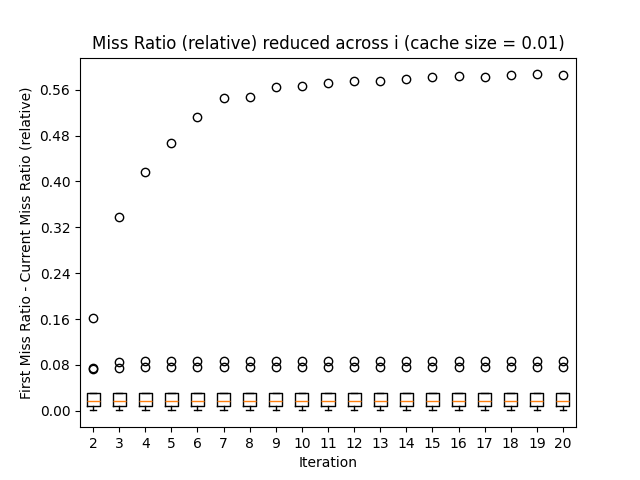 Miss Ratio (relative) reduced across i (cache size = 0.01)
First Miss Ratio - Current Miss Ratio (relative)
0.56
0.48
0.40
0.32
0.24
0.16
0.08
0.00
2 3 4 5 6 7 8 9 10 11 12 13 14 15 16 17 18 19 20
Iteration